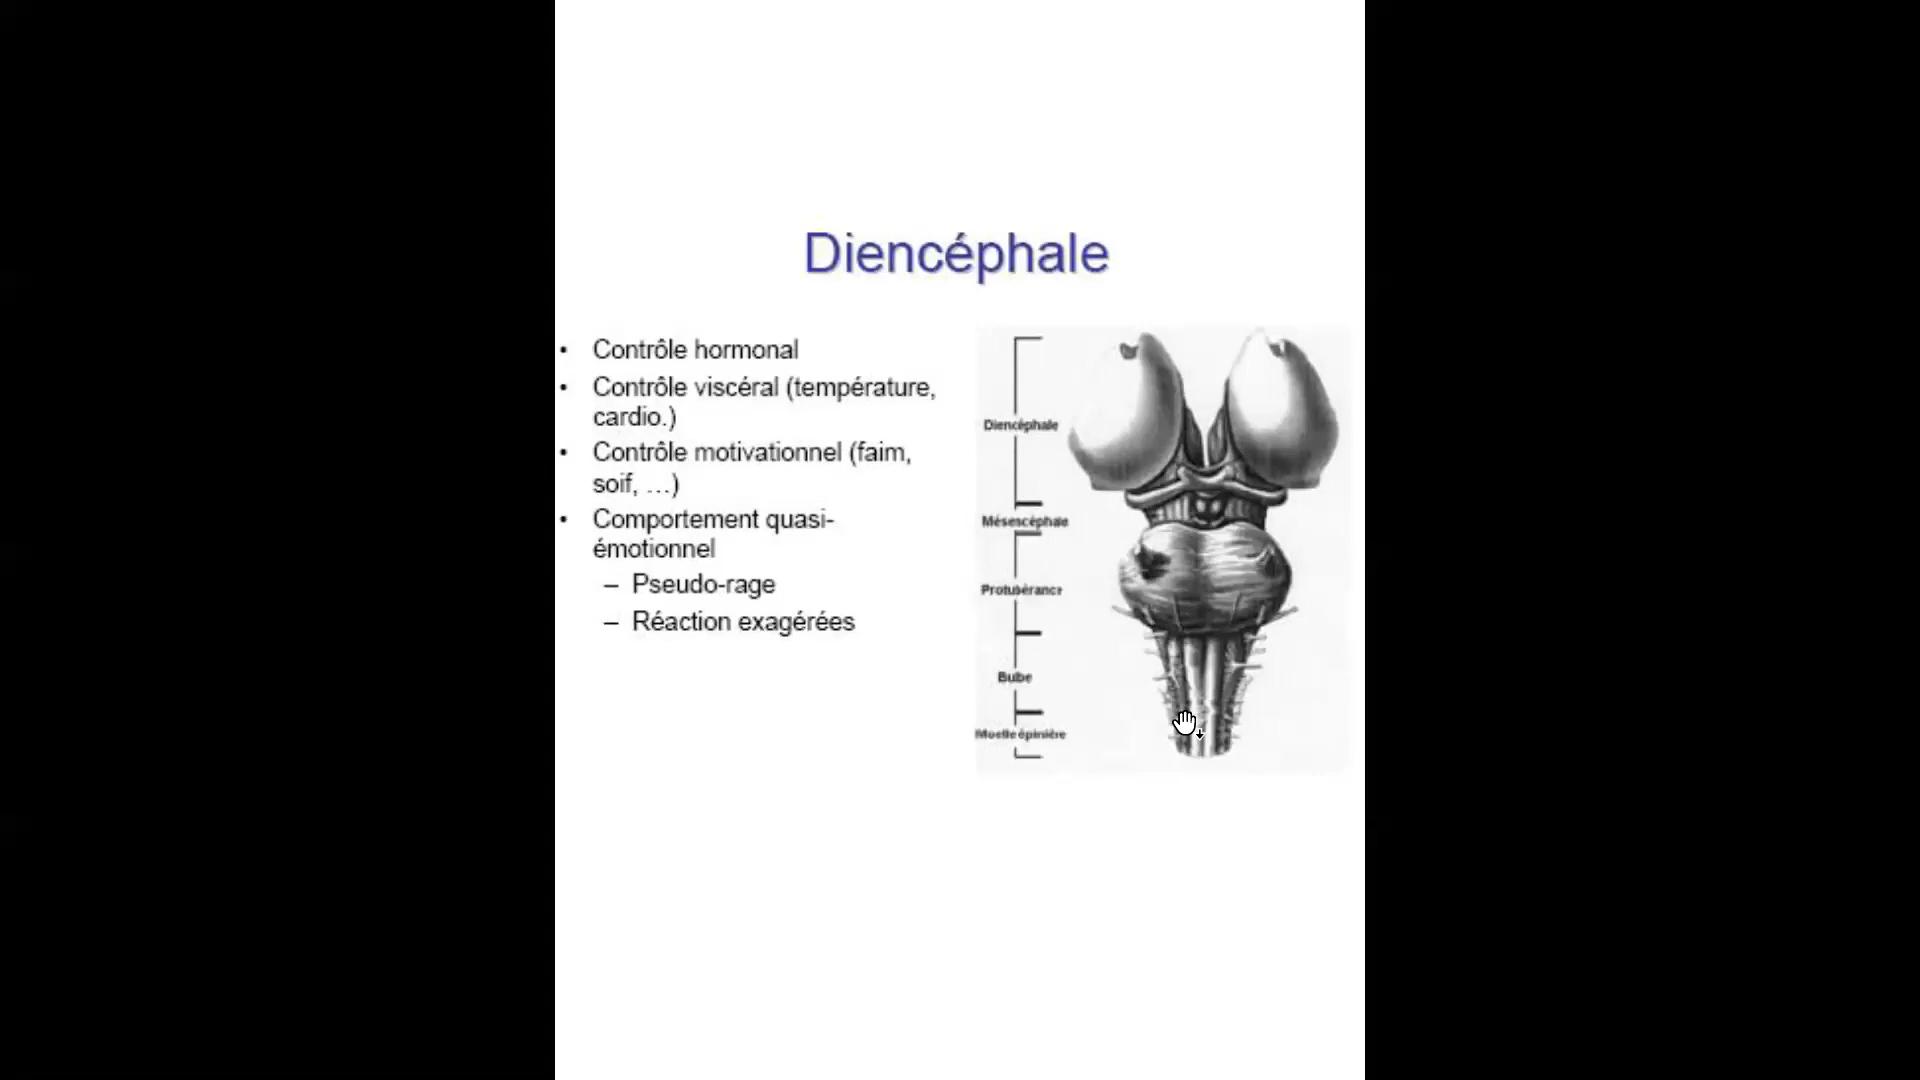 Diencéphale
• Contrôle hormonal
• Contrôle viscéral (température,
cardio.)
• Contrôle motivationnel (faim,
soif, …)
• Comportement quasi-
émotionnel
– Pseudo-rage
– Réaction exagérées
Diencéphale
Mésencéphale
Protubérance
Bube
Moelle épinière